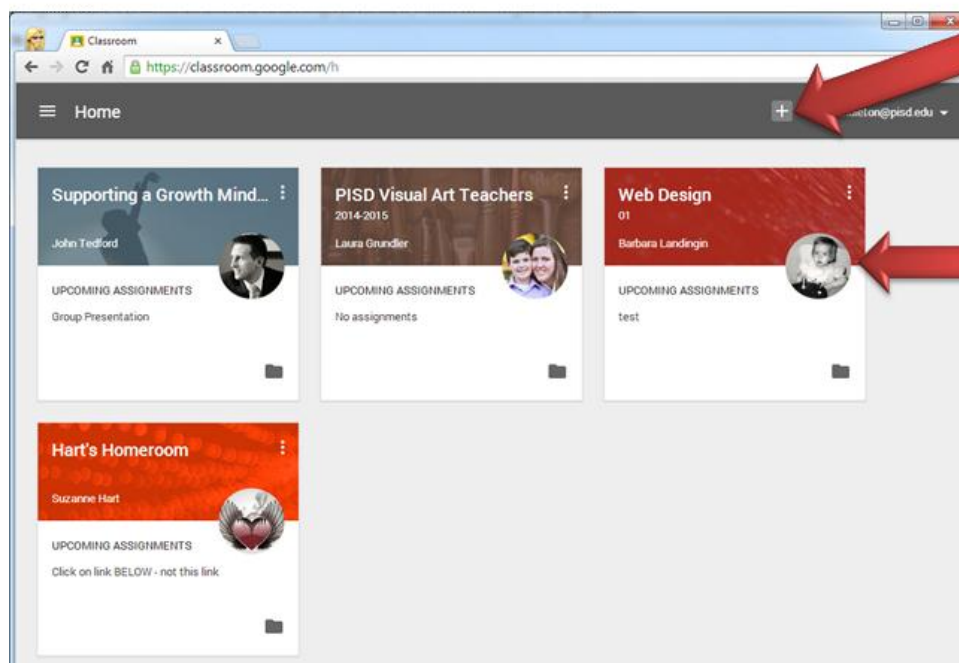 Classroom
https://classroom.google.com/h
Home
@pisd.edu
Supporting a Growth Mind...
John Tedford
UPCOMING ASSIGNMENTS
Group Presentation
PISD Visual Art Teachers
2014-2015
Laura Grundler
UPCOMING ASSIGNMENTS
No assignments
Web Design
01
Barbara Landingin
UPCOMING ASSIGNMENTS
test
Hart's Homeroom
Suzanne Hart
UPCOMING ASSIGNMENTS
Click on link BELOW - not this link